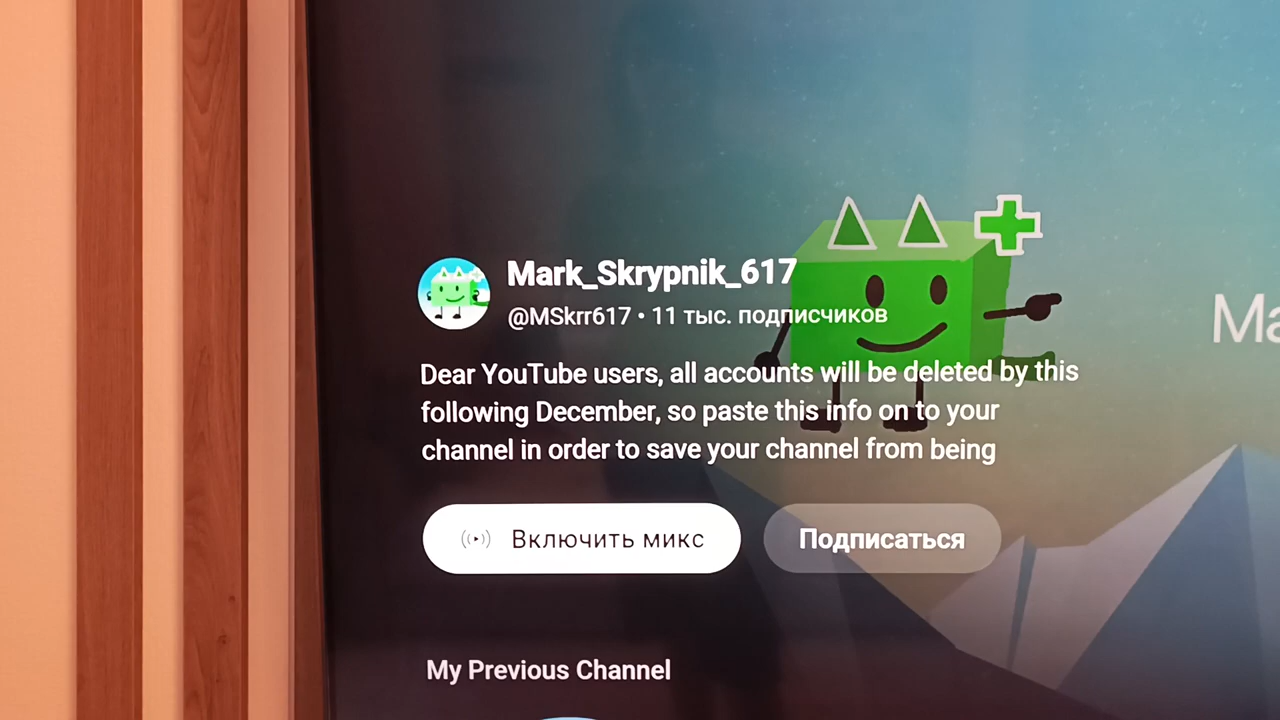 Mark_Skrypnik_617
@MSkrr617 • 11 тыс. подписчиков
Ma
Dear YouTube users, all accounts will be deleted by this
following December, so paste this info on to your
channel in order to save your channel from being
Включить микс
Подписаться
My Previous Channel